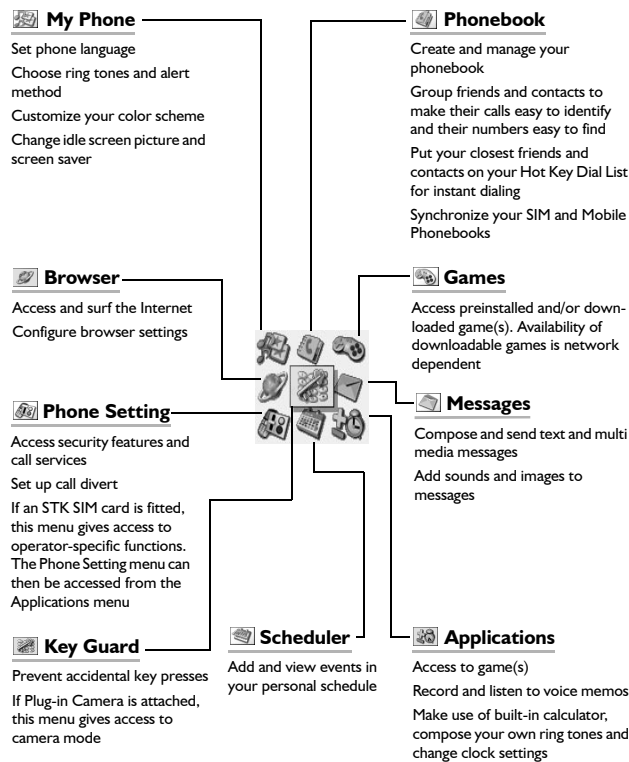 My Phone
Set phone language
Choose ring tones and alert
method
Customize your color scheme
Change idle screen picture and
screen saver
Phonebook
Create and manage your
phonebook
Group friends and contacts to
make their calls easy to identify
and their numbers easy to find
Put your closest friends and
contacts on your Hot Key Dial List
for instant dialing
Synchronize your SIM and Mobile
Phonebooks
Browser
Access and surf the Internet
Configure browser settings
Games
Access preinstalled and/or down-
loaded game(s). Availability of
downloadable games is network
dependent
Phone Setting
Access security features and
call services
Set up call divert
If an STK SIM card is fitted,
this menu gives access to
operator-specific functions.
The Phone Setting menu can
then be accessed from the
Applications menu
Messages
Compose and send text and multi
media messages
Add sounds and images to
messages
Key Guard
Prevent accidental key presses
If Plug-in Camera is attached,
this menu gives access to
camera mode
Scheduler
Add and view events in
your personal schedule
Applications
Access to game(s)
Record and listen to voice memos
Make use of built-in calculator,
compose your own ring tones and
change clock settings